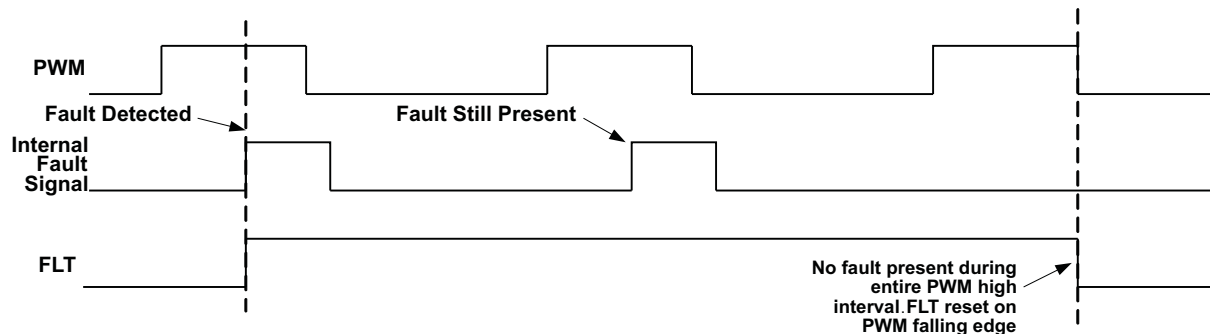 PWM
Fault Detected
Fault Still Present
Internal
Fault
Signal
FLT
No fault present during
entire PWM high
interval.FLT reset on
PWM falling edge